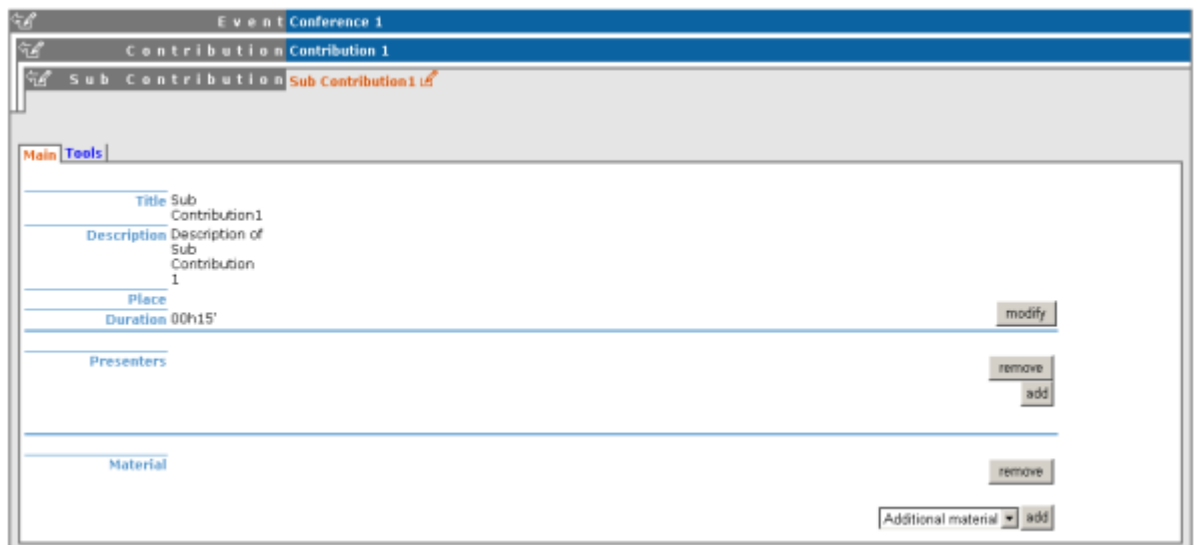 Event Conference 1
Contribution Contribution 1
Sub Contribution Sub Contribution1
Main Tools
Title Sub
Contribution1
Description Description of
Sub
Contribution
1
Place
Duration 00h15'
modify
Presenters
remove
add
Material
remove
Additional material add